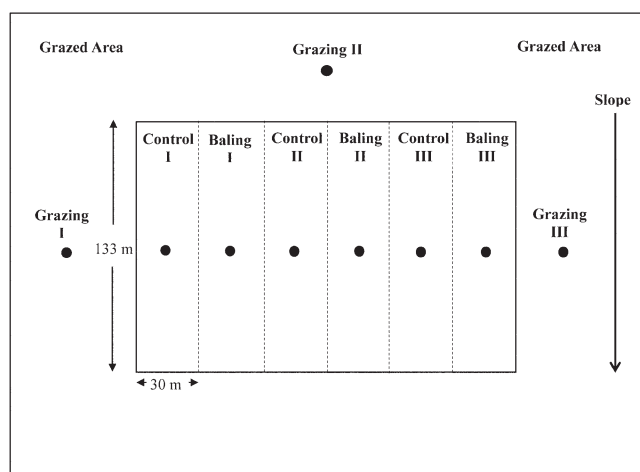 Grazed Area
Grazing II
Grazed Area
Slope
Control
I
Baling
I
Control
II
Baling
II
Control
III
Baling
III
Grazing
I
Grazing
III
133 m
30 m